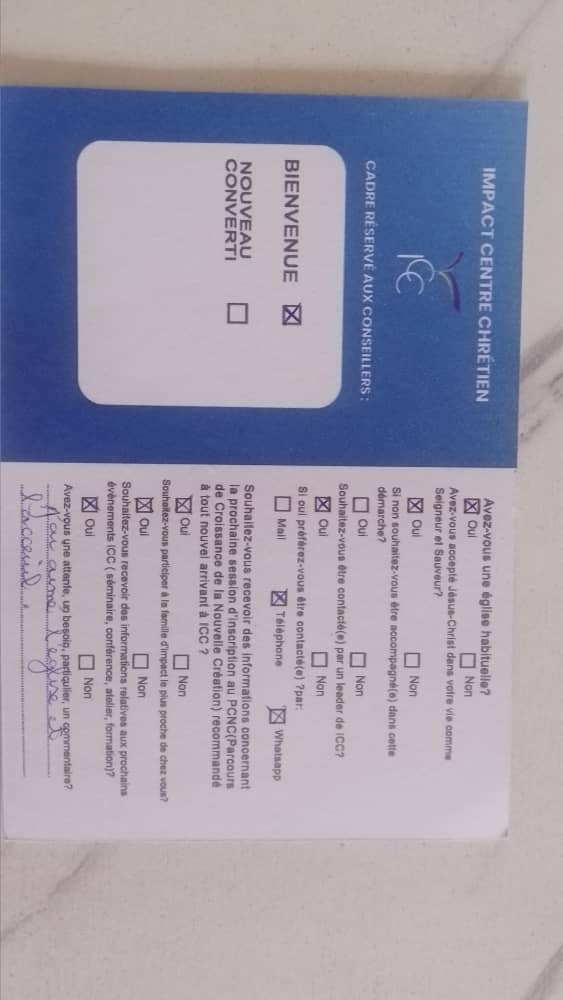 IMPACT CENTRE CHRÉTIEN
ICC
CADRE RÉSERVÉ AUX CONSEILLERS :
BIENVENUE ☒
NOUVEAU
CONVERTI ☐
Avez-vous une église habituelle?
☒ Oui ☐ Non
Avez-vous accepté Jésus-Christ dans votre vie comme
Seigneur et Sauveur?
☒ Oui ☐ Non
Si non souhaitez-vous être accompagné(e) dans cette
démarche?
☐ Oui ☐ Non
Souhaitez-vous être contacté(e) par un leader de ICC?
☒ Oui ☐ Non
Si oui préférez-vous être contacté(e) ?par:
☐ Mail ☒ Téléphone ☒ Whatsapp
Souhaitez-vous recevoir des informations concernant
la prochaine session d'inscription au PCNC(Parcours
de Croissance de la Nouvelle Création) recommandé
à tout nouvel arrivant à ICC ?
☒ Oui ☐ Non
Souhaitez-vous participer à la famille d'impact le plus proche de chez vous?
☒ Oui ☐ Non
Souhaitez-vous recevoir des informations relatives aux prochains
évènements ICC ( séminaire, conférence, atelier, formation)?
☒ Oui ☐ Non
Avez-vous une attente, un besoin, particulier, un commentaire?
j'ai aimé l'église et
l'acceuil.